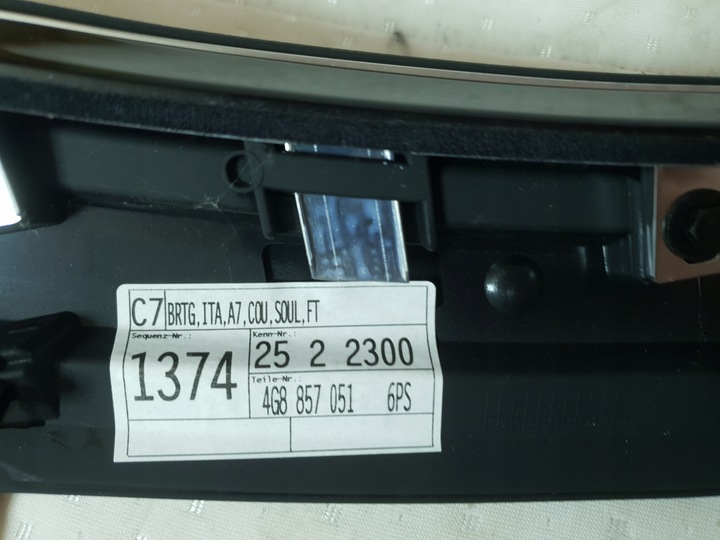 C7 BRTG,ITA,A7,COU,SOUL,FT
Sequenz Nr.: Kenn Nr.:
1374 25 2 2300
Teile Nr.:
4G8 857 051 6PS